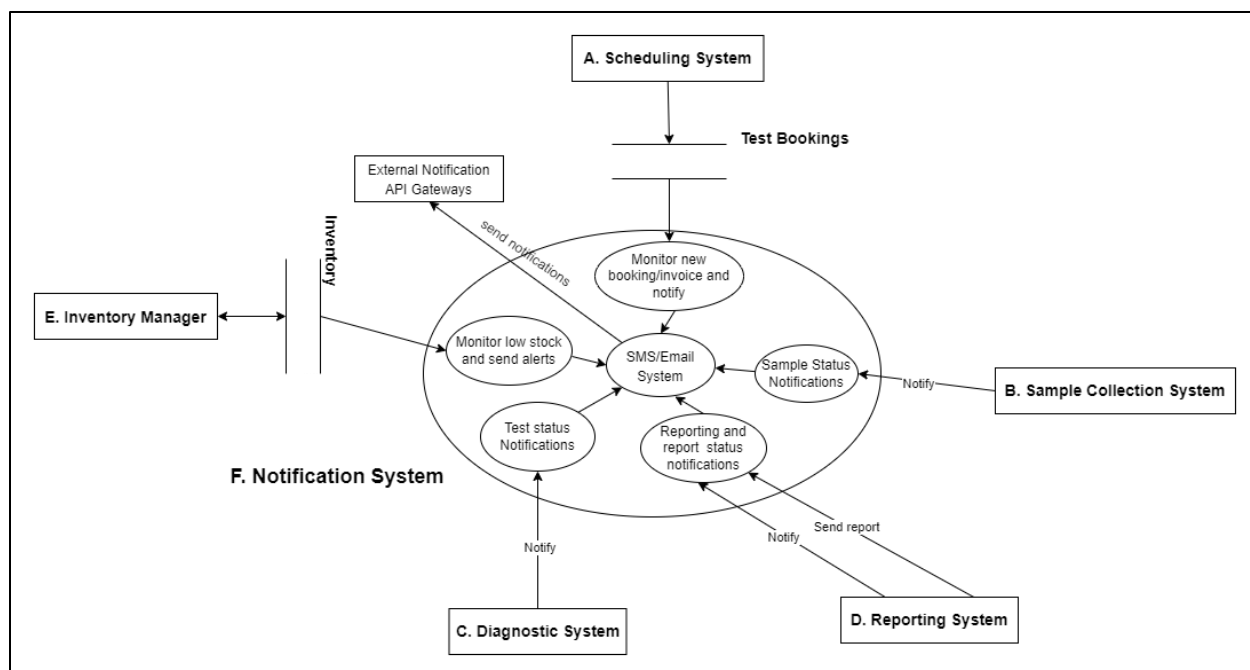 A. Scheduling System
Test Bookings
External Notification
API Gateways
send notifications
Inventory
Monitor new
booking/invoice and
notify
E. Inventory Manager
Monitor low stock
and send alerts
SMS/Email
System
Sample Status
Notifications
Notify
B. Sample Collection System
Test status
Notifications
Reporting and
report status
notifications
F. Notification System
Send report
Notify
Notify
C. Diagnostic System
D. Reporting System